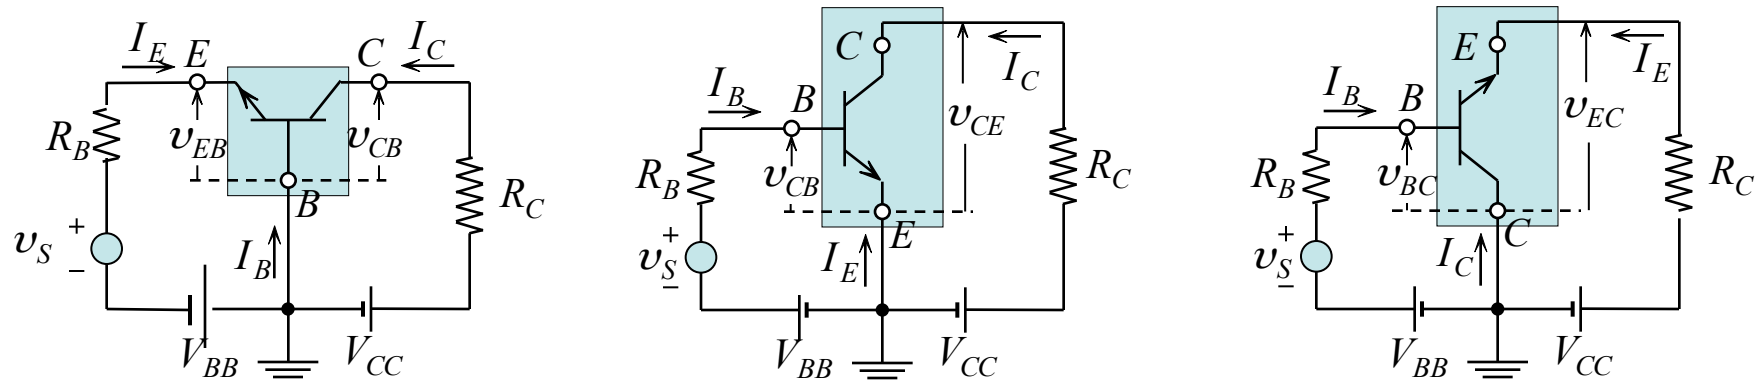 I_E E C I_C
R_B υ_EB υ_CB R_C
B
υ_S + −
I_B
V_BB V_CC
C I_C
I_B B υ_CE
R_B υ_CB R_C
E
υ_S + − I_E
V_BB V_CC
E I_E
I_B B υ_EC
R_B υ_BC R_C
C
υ_S + − I_C
V_BB V_CC